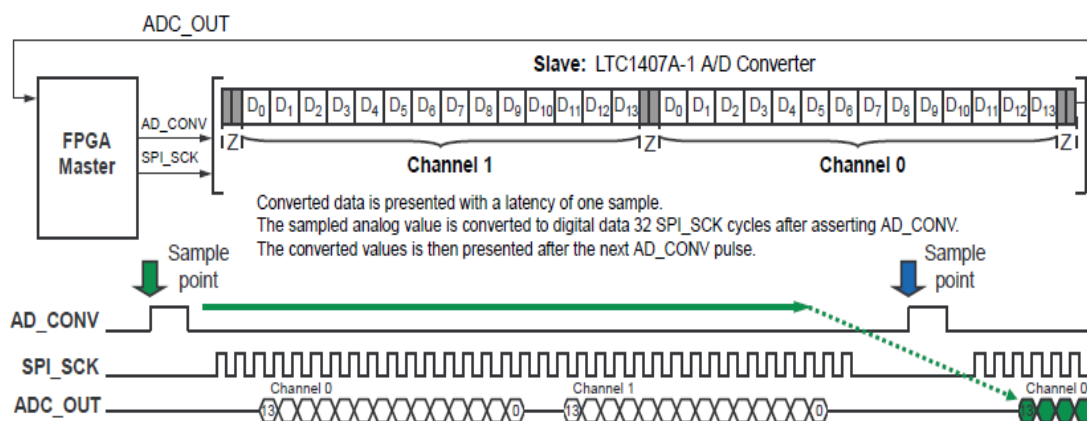 ADC_OUT
Slave: LTC1407A-1 A/D Converter
FPGA
Master
AD_CONV
SPI_SCK
D0 D1 D2 D3 D4 D5 D6 D7 D8 D9 D10 D11 D12 D13 D0 D1 D2 D3 D4 D5 D6 D7 D8 D9 D10 D11 D12 D13
Z Channel 1 Z Channel 0 Z
Converted data is presented with a latency of one sample.
The sampled analog value is converted to digital data 32 SPI_SCK cycles after asserting AD_CONV.
The converted values is then presented after the next AD_CONV pulse.
Sample
point
Sample
point
AD_CONV
SPI_SCK
Channel 0 Channel 1 Channel 0
ADC_OUT 13 0 13 0 13